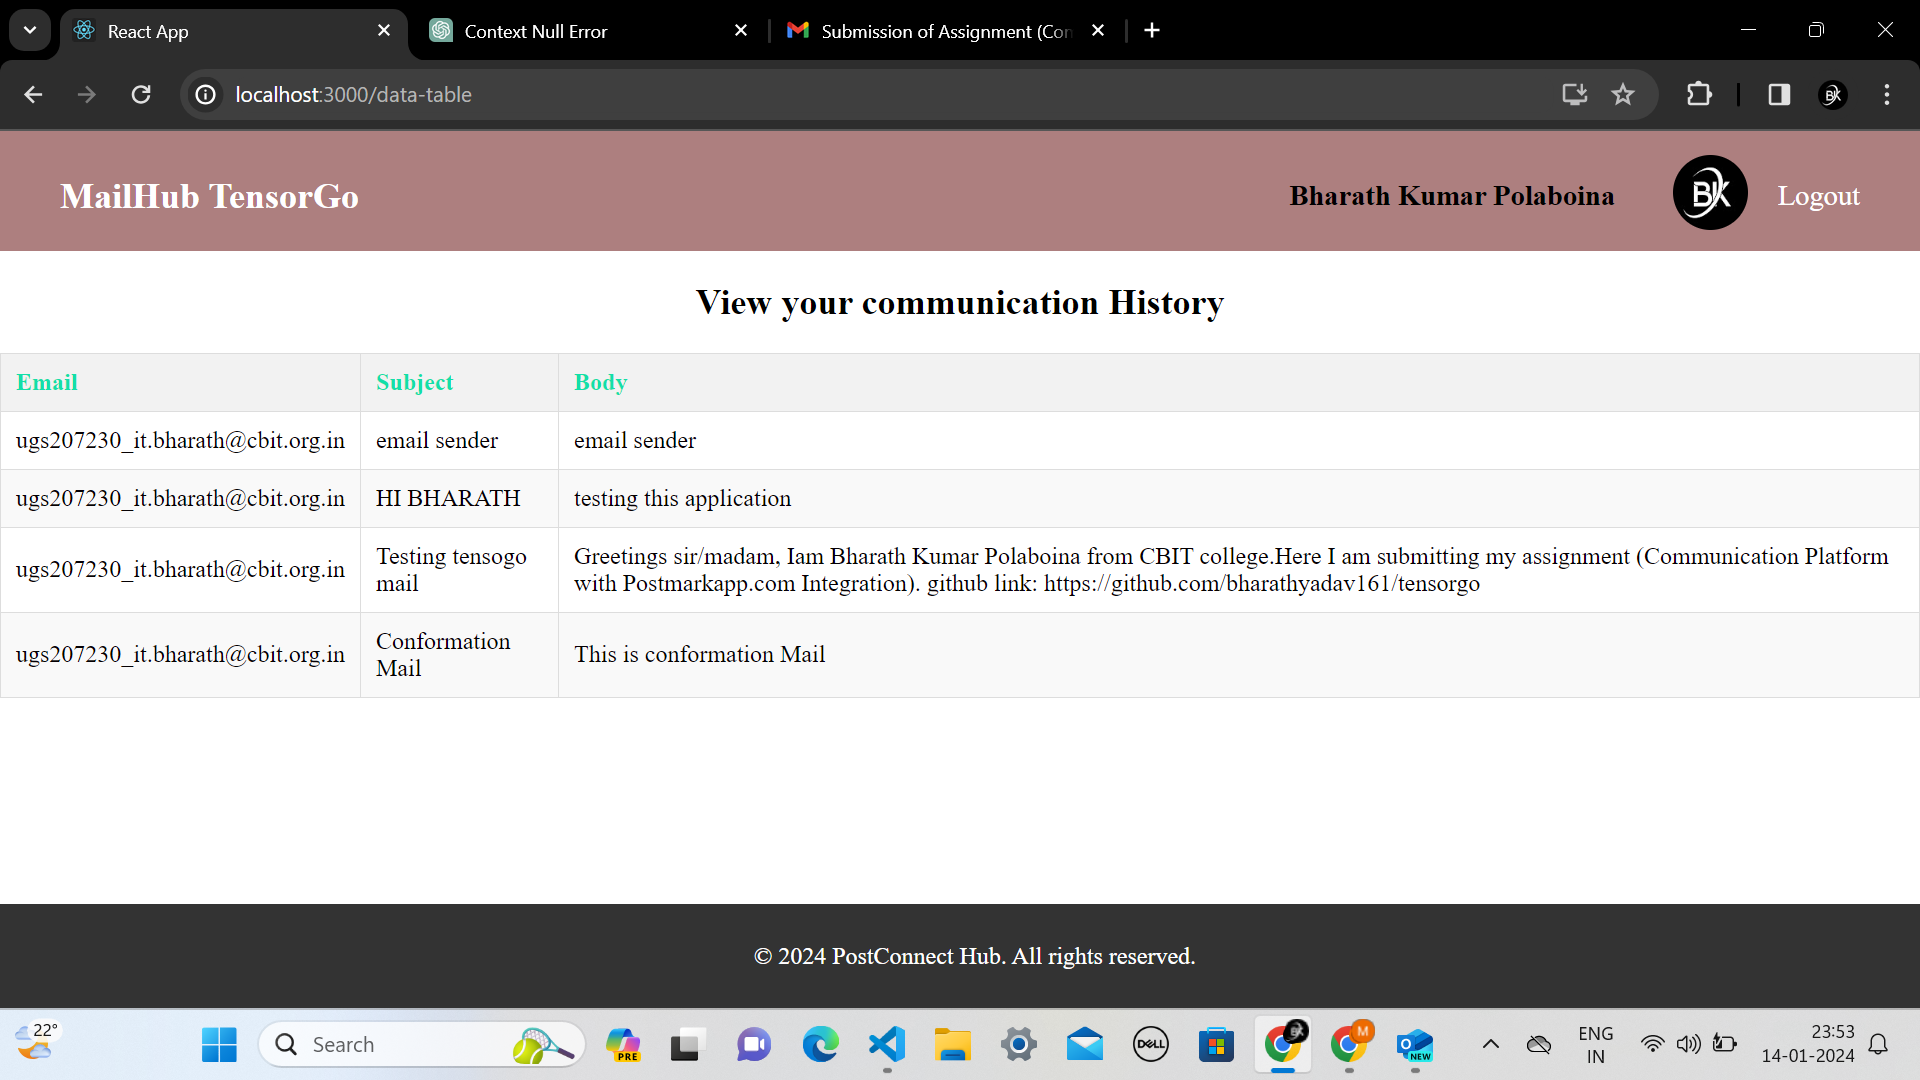 React App
Context Null Error
Submission of Assignment (Con
localhost:3000/data-table
MailHub TensorGo
Bharath Kumar Polaboina
BK
Logout
View your communication History
Email Subject Body
ugs207230_it.bharath@cbit.org.in email sender email sender
ugs207230_it.bharath@cbit.org.in HI BHARATH testing this application
ugs207230_it.bharath@cbit.org.in Testing tensogo mail Greetings sir/madam, Iam Bharath Kumar Polaboina from CBIT college.Here I am submitting my assignment (Communication Platform
with Postmarkapp.com Integration). github link: https://github.com/bharathyadav161/tensorgo
ugs207230_it.bharath@cbit.org.in Conformation Mail This is conformation Mail
© 2024 PostConnect Hub. All rights reserved.
22°
Search
PRE
DELL
M
NEW
ENG
IN
23:53
14-01-2024